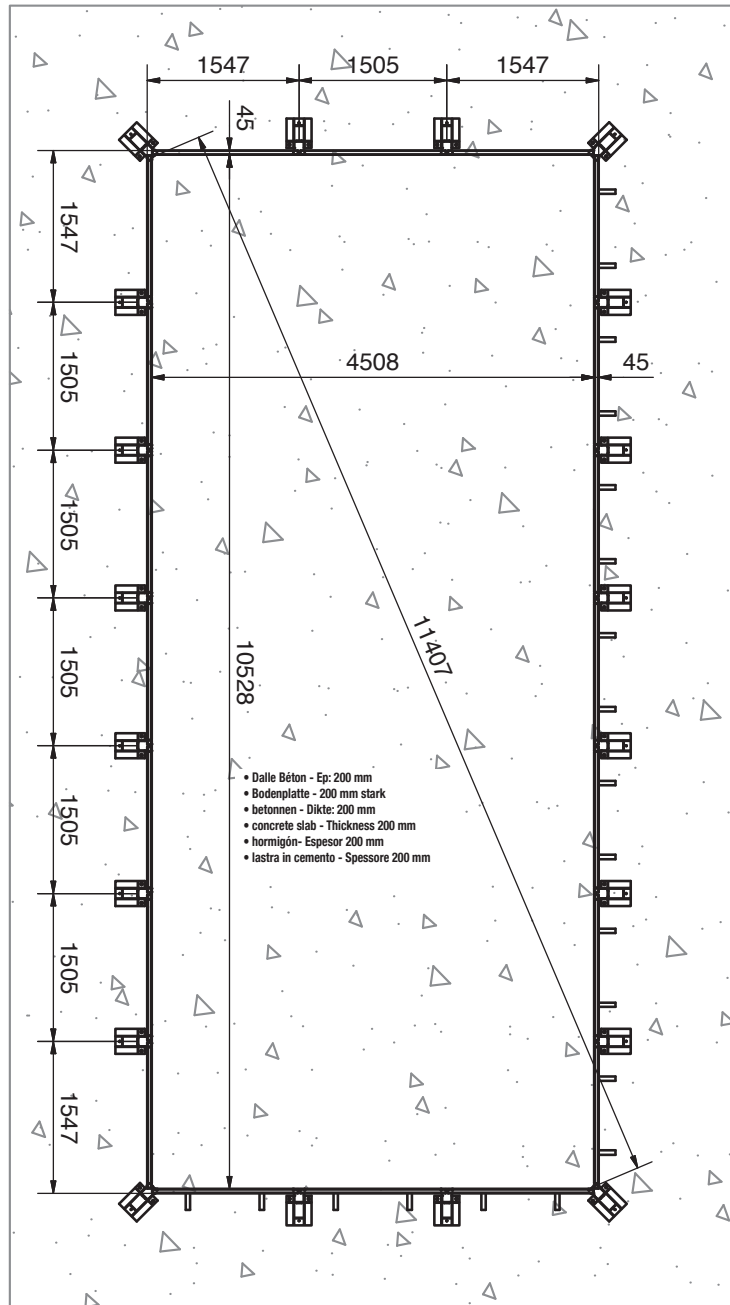 1547 1505 1547
45
1547
4508 45
1505
1505
11407
10528
1505
• Dalle Béton - Ep: 200 mm
• Bodenplatte - 200 mm stark
• betonnen - Dikte: 200 mm
• concrete slab - Thickness 200 mm
• hormigón- Espesor 200 mm
• lastra in cemento - Spessore 200 mm
1505
1505
1547